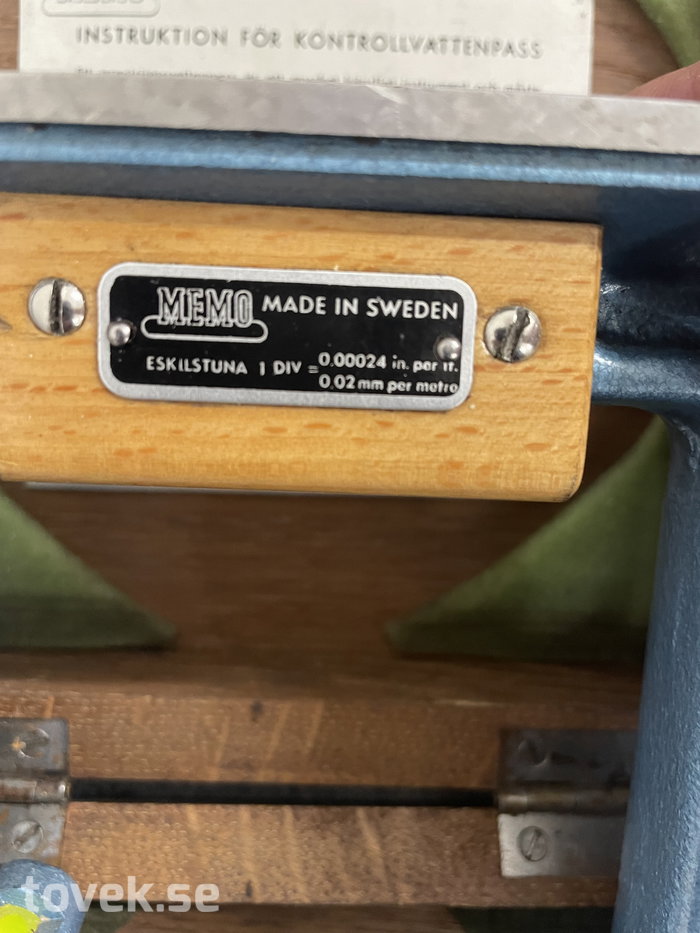 INSTRUKTION FÖR KONTROLLVATTENPASS
MEMO MADE IN SWEDEN
ESKILSTUNA 1 DIV = 0.00024 in. per ft.
0.02 mm per metre
tovek.se